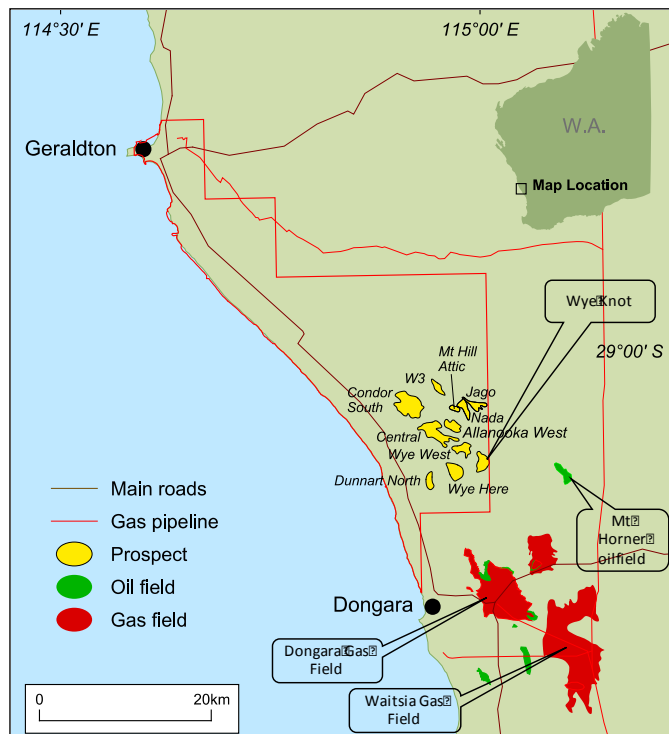 114°30' E
115°00' E
W.A.
Geraldton
Map Location
Wye Knot
29°00' S
Mt Hill
Attic
W3
Jago
Condor
South
Nada
Allandoka West
Central
Wye West
Dunnart North
Wye Here
Main roads
Gas pipeline
Prospect
Oil field
Gas field
Mt
Horner
oilfield
Dongara
Dongara Gas
Field
Waitsia Gas
Field
0
20km